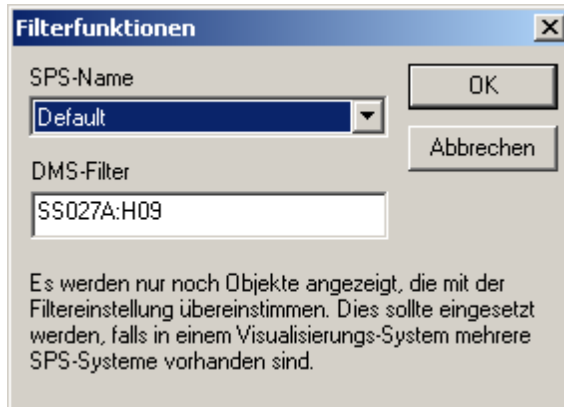 Filterfunktionen
SPS-Name
OK
Default
Abbrechen
DMS-Filter
SS027A:H09
Es werden nur noch Objekte angezeigt, die mit der
Filtereinstellung übereinstimmen. Dies sollte eingesetzt
werden, falls in einem Visualisierungs-System mehrere
SPS-Systeme vorhanden sind.